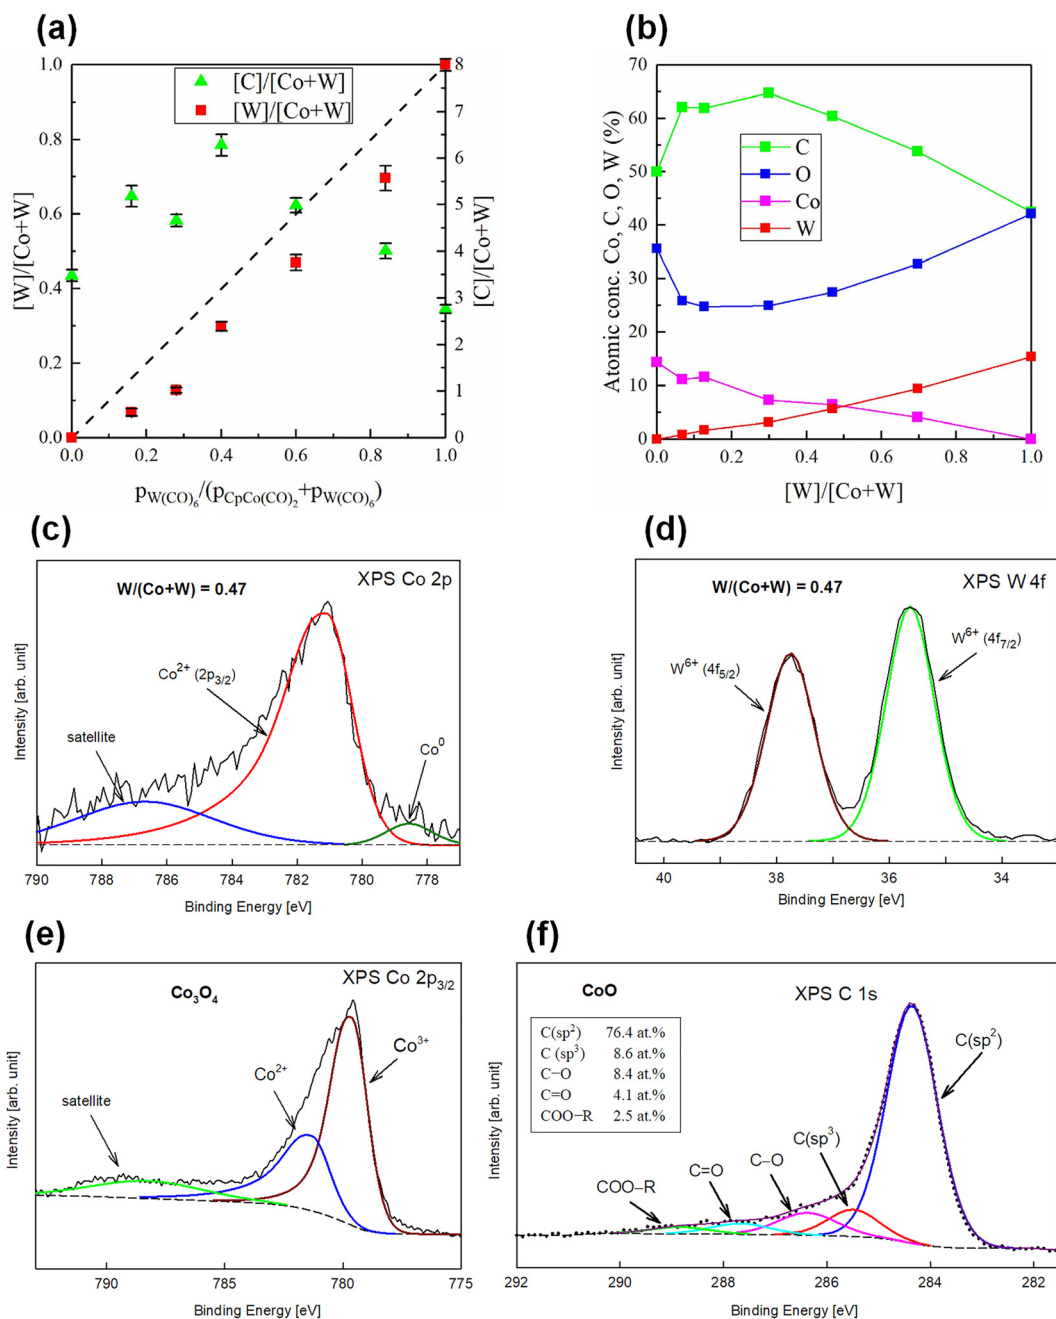 (a)
1.0
0.8
0.6
0.4
0.2
0.0
[W]/[Co+W]
[C]/[Co+W]
[W]/[Co+W]
8
7
6
5
4
3
2
1
0
[C]/[Co+W]
0.0 0.2 0.4 0.6 0.8 1.0
p_W(CO)₆/(p_CpCo(CO)₂+p_W(CO)₆)
(b)
70
60
50
40
30
20
10
0
Atomic conc. Co, C, O, W (%)
C
O
Co
W
0.0 0.2 0.4 0.6 0.8 1.0
[W]/[Co+W]
(c)
XPS Co 2p
W/(Co+W) = 0.47
Co²⁺ (2p₃/₂)
satellite
Co⁰
Intensity [arb. unit]
790 788 786 784 782 780 778
Binding Energy [eV]
(d)
XPS W 4f
W/(Co+W) = 0.47
W⁶⁺ (4f₇/₂)
W⁶⁺ (4f₅/₂)
Intensity [arb. unit]
40 38 36 34
Binding Energy [eV]
(e)
XPS Co 2p₃/₂
Co₃O₄
Co³⁺
Co²⁺
satellite
Intensity [arb. unit]
790 785 780 775
Binding Energy [eV]
(f)
CoO
XPS C 1s
C(sp²) 76.4 at.%
C (sp³) 8.6 at.%
C−O 8.4 at.%
C=O 4.1 at.%
COO−R 2.5 at.%
C(sp²)
C(sp³)
C−O
C=O
COO−R
Intensity [arb. unit]
292 290 288 286 284 282
Binding Energy [eV]